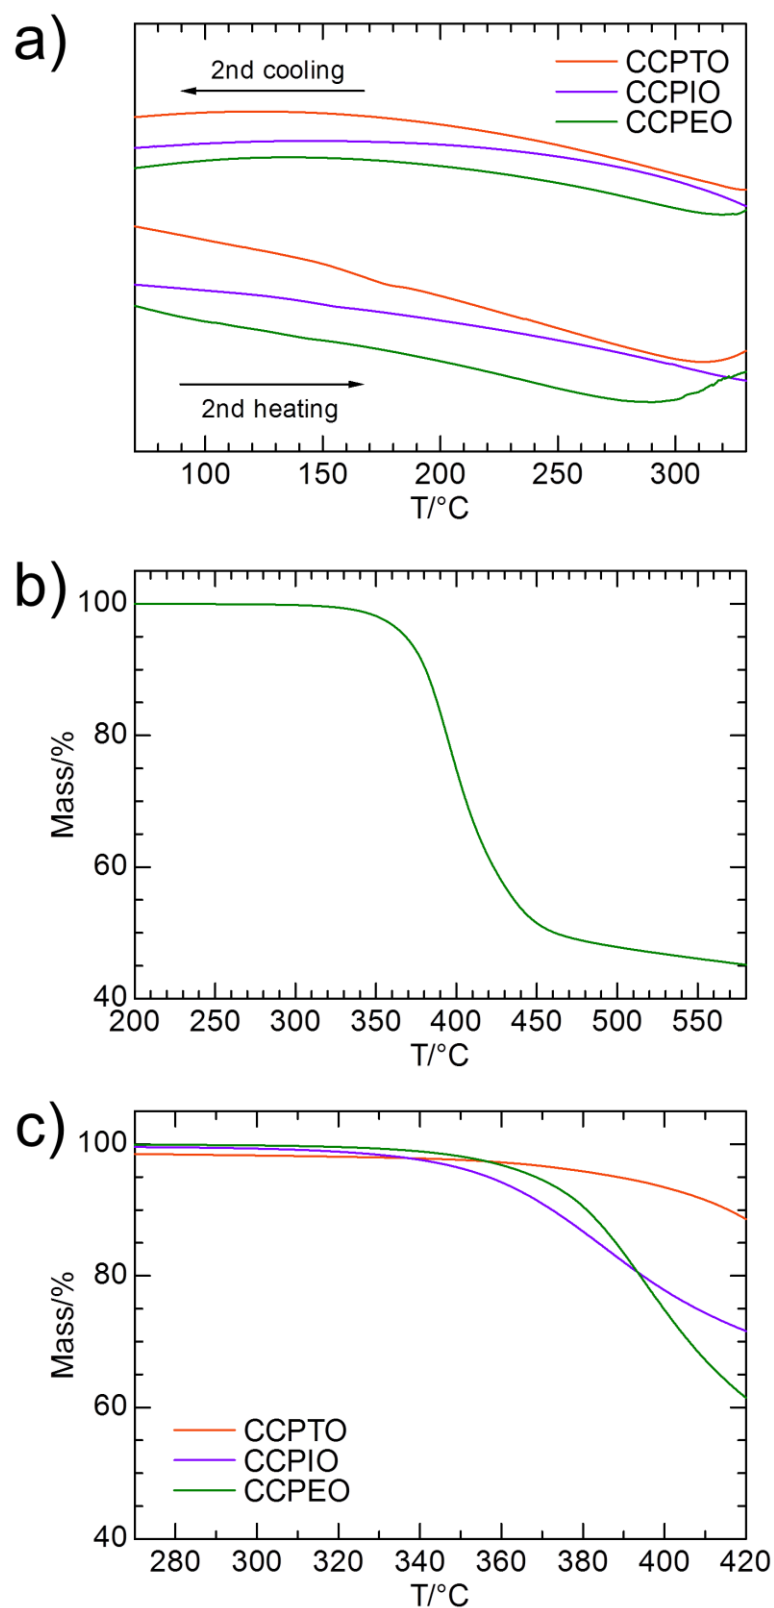 a)
2nd cooling
CCPTO
CCPIO
CCPEO
2nd heating
100 150 200 250 300
T/°C
b)
100
80
60
40
Mass/%
200 250 300 350 400 450 500 550
T/°C
c)
100
80
60
40
Mass/%
CCPTO
CCPIO
CCPEO
280 300 320 340 360 380 400 420
T/°C